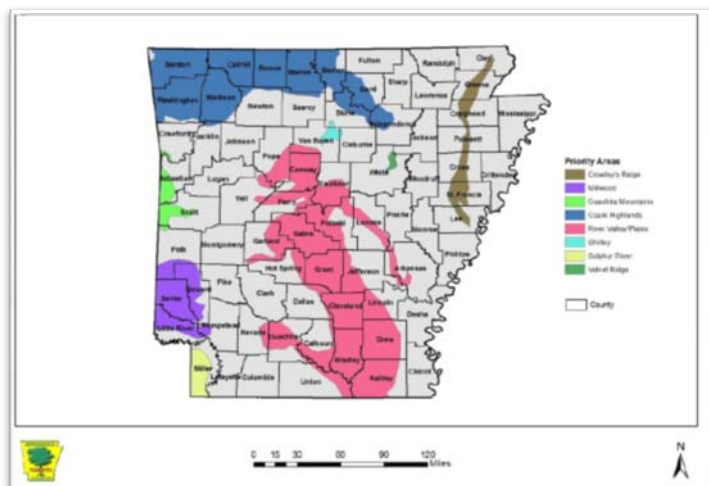 Fulton
Randolph
Clay
Benton
Carroll
Boone
Marion
Baxter
Sharp
Greene
Izard
Lawrence
Washington
Madison
Newton
Searcy
Stone
Independence
Craighead
Mississippi
Crawford
Franklin
Johnson
Van Buren
Cleburne
Jackson
Poinsett
Pope
White
Cross
Crittenden
Conway
Woodruff
Sebastian
Logan
Faulkner
St. Francis
Scott
Yell
Perry
Pulaski
Lonoke
Prairie
Lee
Monroe
Saline
Garland
Phillips
Polk
Montgomery
Hot Spring
Grant
Jefferson
Arkansas
Howard
Pike
Clark
Sevier
Dallas
Cleveland
Lincoln
Desha
Little River
Hempstead
Nevada
Ouachita
Calhoun
Drew
Bradley
Miller
Lafayette
Columbia
Union
Ashley
Chicot
Priority Areas
Crowley's Ridge
Millwood
Ouachita Mountains
Ozark Highlands
River Valley/Plains
Shirley
Sulphur River
Velvet Ridge
County
0 15 30 60 90 120
Miles
N